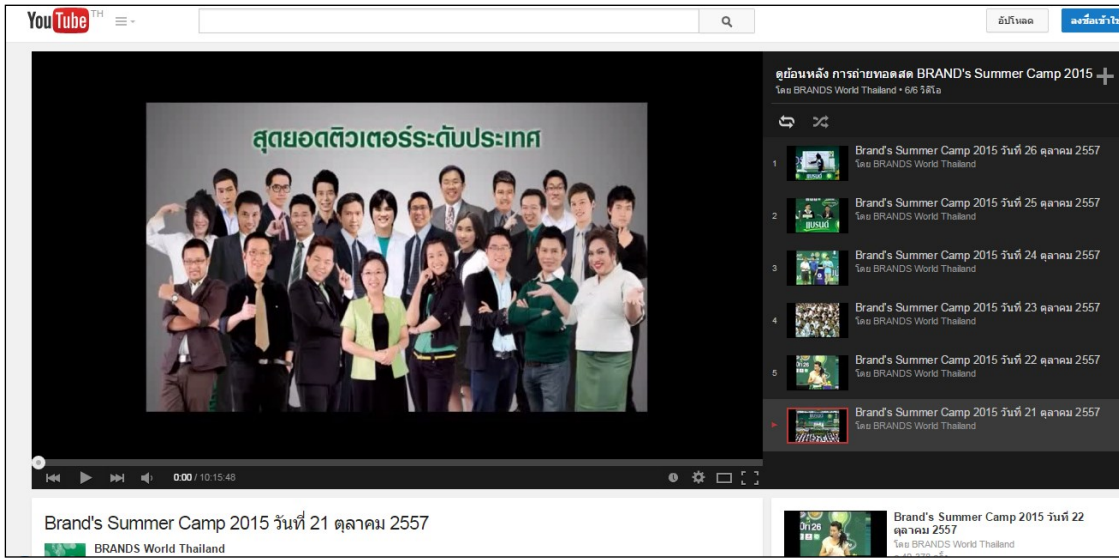 YouTube TH
อัปโหลด
ลงชื่อเข้าใช้
สุดยอดติวเตอร์ระดับประเทศ
0:00 / 10:15:48
ดูย้อนหลัง การถ่ายทอดสด BRAND's Summer Camp 2015
โดย BRANDS World Thailand • 6/6 วิดีโอ
1
Brand's Summer Camp 2015 วันที่ 26 ตุลาคม 2557
โดย BRANDS World Thailand
2
Brand's Summer Camp 2015 วันที่ 25 ตุลาคม 2557
โดย BRANDS World Thailand
3
Brand's Summer Camp 2015 วันที่ 24 ตุลาคม 2557
โดย BRANDS World Thailand
4
Brand's Summer Camp 2015 วันที่ 23 ตุลาคม 2557
โดย BRANDS World Thailand
5
Brand's Summer Camp 2015 วันที่ 22 ตุลาคม 2557
โดย BRANDS World Thailand
Brand's Summer Camp 2015 วันที่ 21 ตุลาคม 2557
โดย BRANDS World Thailand
Brand's Summer Camp 2015 วันที่ 21 ตุลาคม 2557
BRANDS World Thailand
Brand's Summer Camp 2015 วันที่ 22
ตุลาคม 2557
โดย BRANDS World Thailand